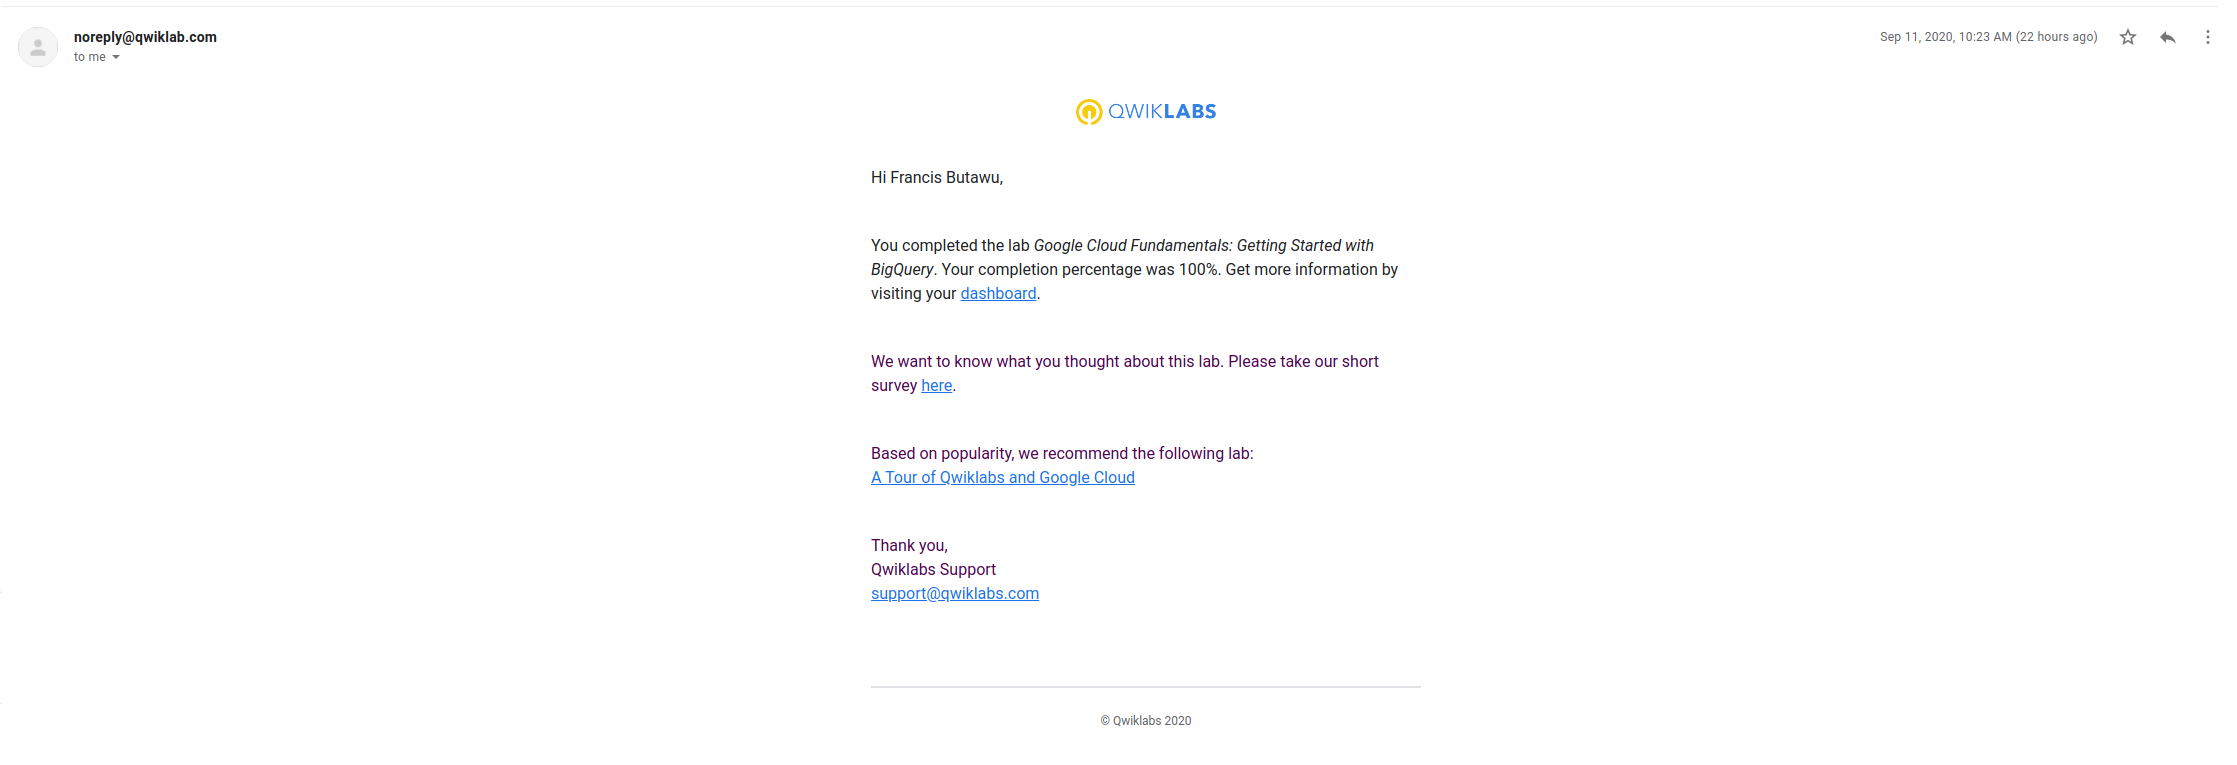 noreply@qwiklab.com
Sep 11, 2020, 10:23 AM (22 hours ago)
to me
QWIKLABS
Hi Francis Butawu,
You completed the lab Google Cloud Fundamentals: Getting Started with
BigQuery. Your completion percentage was 100%. Get more information by
visiting your dashboard.
We want to know what you thought about this lab. Please take our short
survey here.
Based on popularity, we recommend the following lab:
A Tour of Qwiklabs and Google Cloud
Thank you,
Qwiklabs Support
support@qwiklabs.com
© Qwiklabs 2020